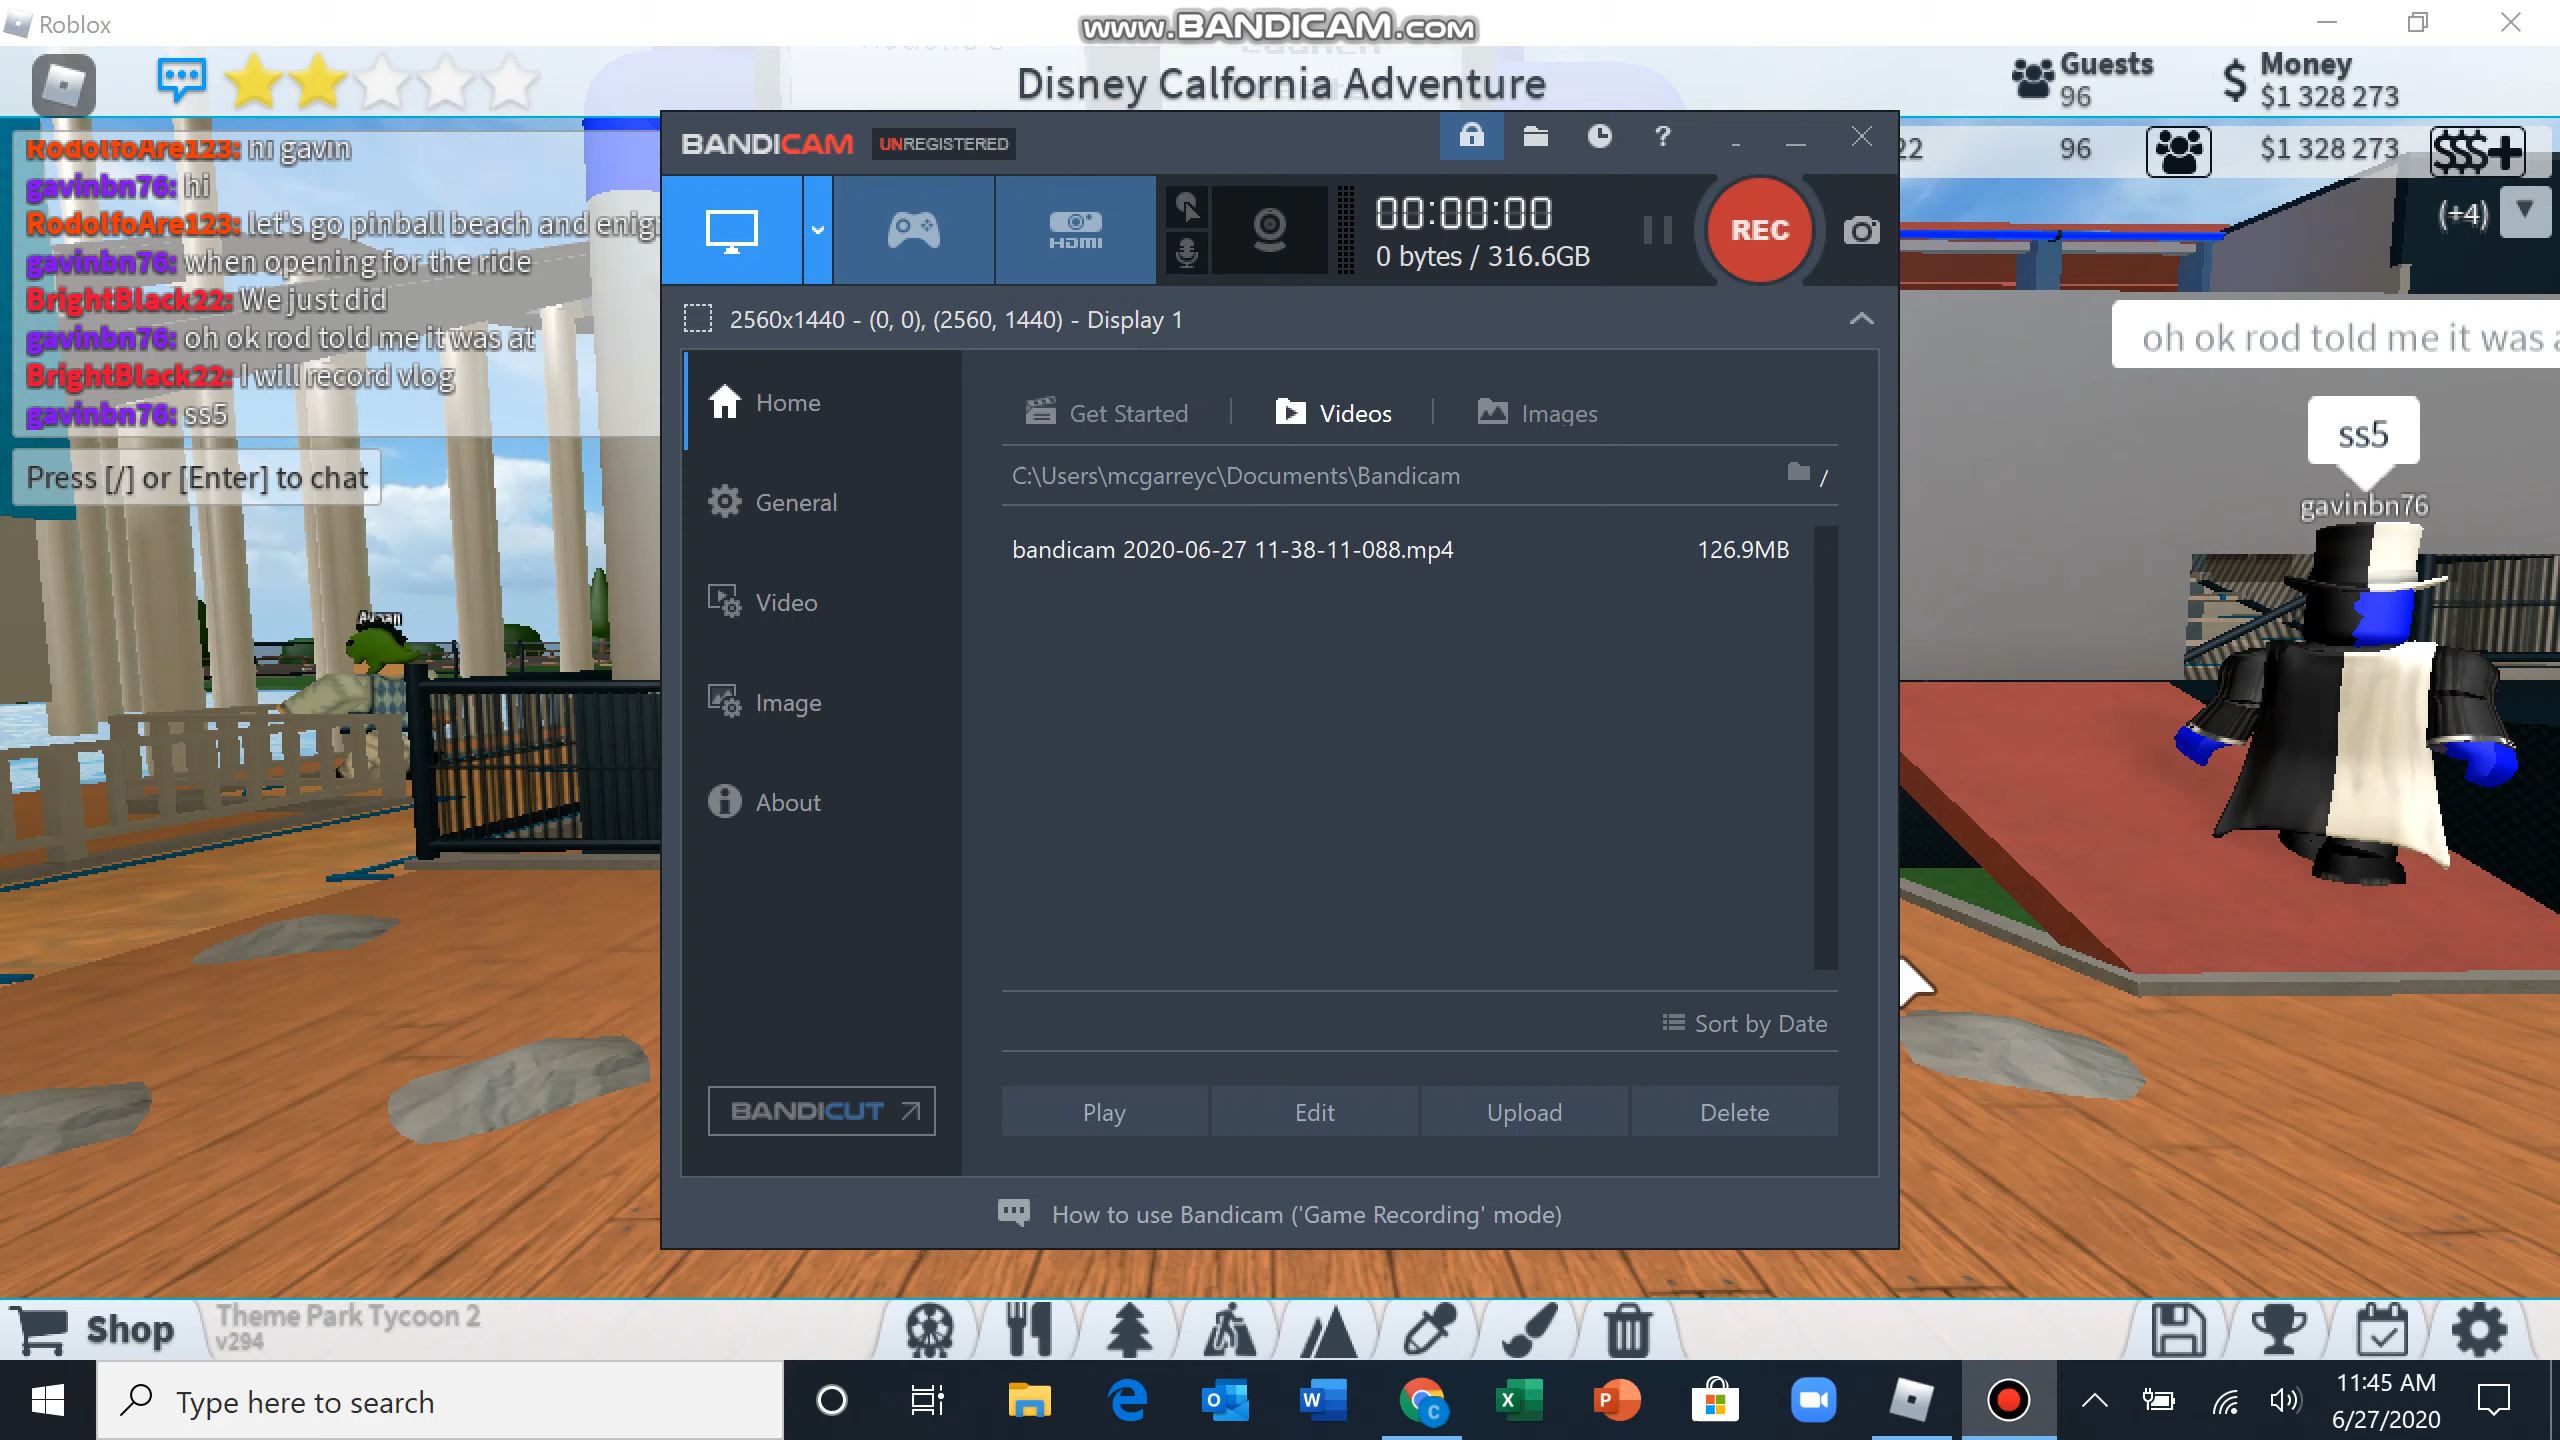 Roblox
www.BANDICAM.com
Disney Calfornia Adventure
Guests
96
Money
$1 328 273
22
96
$1 328 273
$$$+
(+4)
RodolfoAre123: hi gavin
gavinbn76: hi
RodolfoAre123: let's go pinball beach and enig
gavinbn76: when opening for the ride
BrightBlack22: We just did
gavinbn76: oh ok rod told me it was at
BrightBlack22: I will record vlog
gavinbn76: ss5
Press [/] or [Enter] to chat
BANDICAM UNREGISTERED
?
HDMI
00:00:00
0 bytes / 316.6GB
REC
2560x1440 - (0, 0), (2560, 1440) - Display 1
Home
General
Video
Image
About
BANDICUT
Get Started
Videos
Images
C:\Users\mcgarreyc\Documents\Bandicam
/
bandicam 2020-06-27 11-38-11-088.mp4
126.9MB
Sort by Date
Play
Edit
Upload
Delete
How to use Bandicam ('Game Recording' mode)
oh ok rod told me it was a
ss5
gavinbn76
Shop
Theme Park Tycoon 2
v294
Type here to search
11:45 AM
6/27/2020